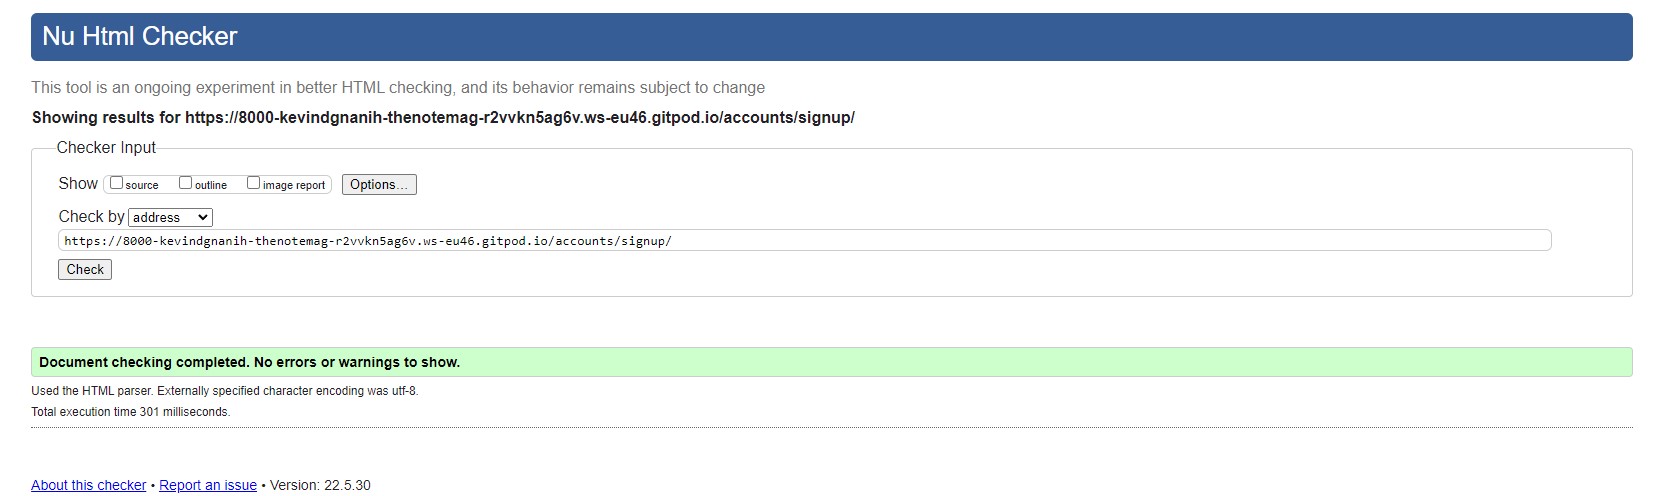 Nu Html Checker
This tool is an ongoing experiment in better HTML checking, and its behavior remains subject to change
Showing results for https://8000-kevindgnanih-thenotemag-r2vvkn5ag6v.ws-eu46.gitpod.io/accounts/signup/
Checker Input
Show source outline image report Options...
Check by address
https://8000-kevindgnanih-thenotemag-r2vvkn5ag6v.ws-eu46.gitpod.io/accounts/signup/
Check
Document checking completed. No errors or warnings to show.
Used the HTML parser. Externally specified character encoding was utf-8.
Total execution time 301 milliseconds.
About this checker • Report an issue • Version: 22.5.30